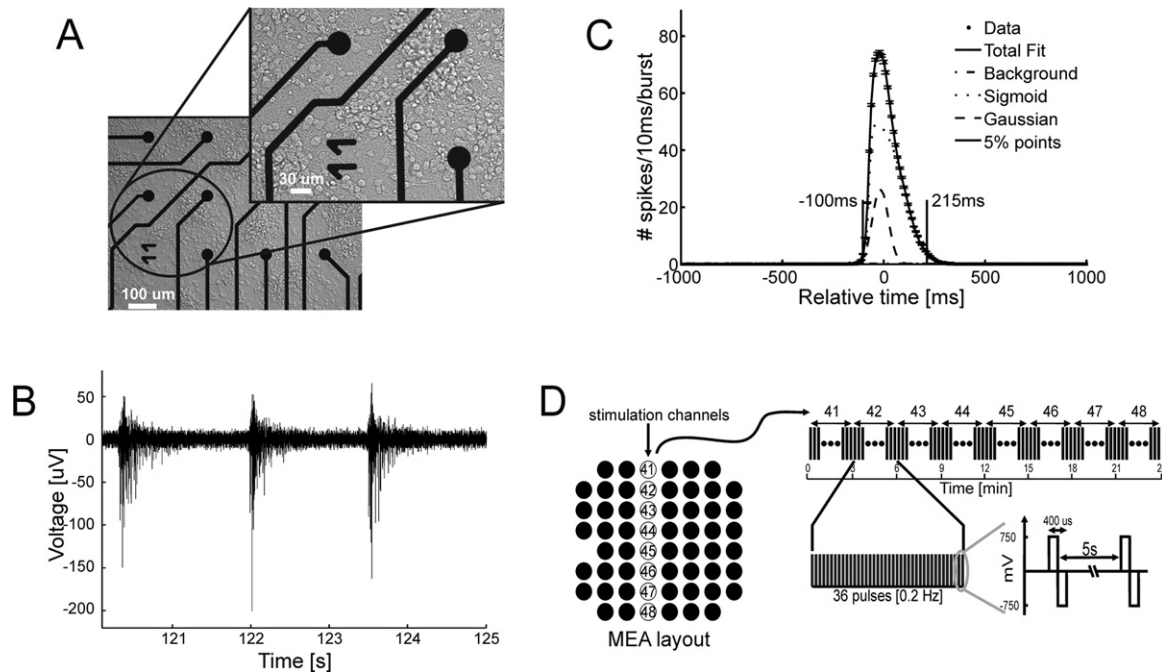 A
11
30 um
11
100 um
C
# spikes/10ms/burst
80
60
40
20
0
-1000
-500
0
500
1000
Relative time [ms]
-100ms
215ms
Data
Total Fit
Background
Sigmoid
Gaussian
5% points
B
Voltage [uV]
50
0
-50
-100
-150
-200
121
122
123
124
125
Time [s]
D
stimulation channels
41
42
43
44
45
46
47
48
MEA layout
41 42 43 44 45 46 47 48
0 3 6 9 12 15 18 21 2
Time [min]
36 pulses [0.2 Hz]
400 us
750
5s
mV
-750